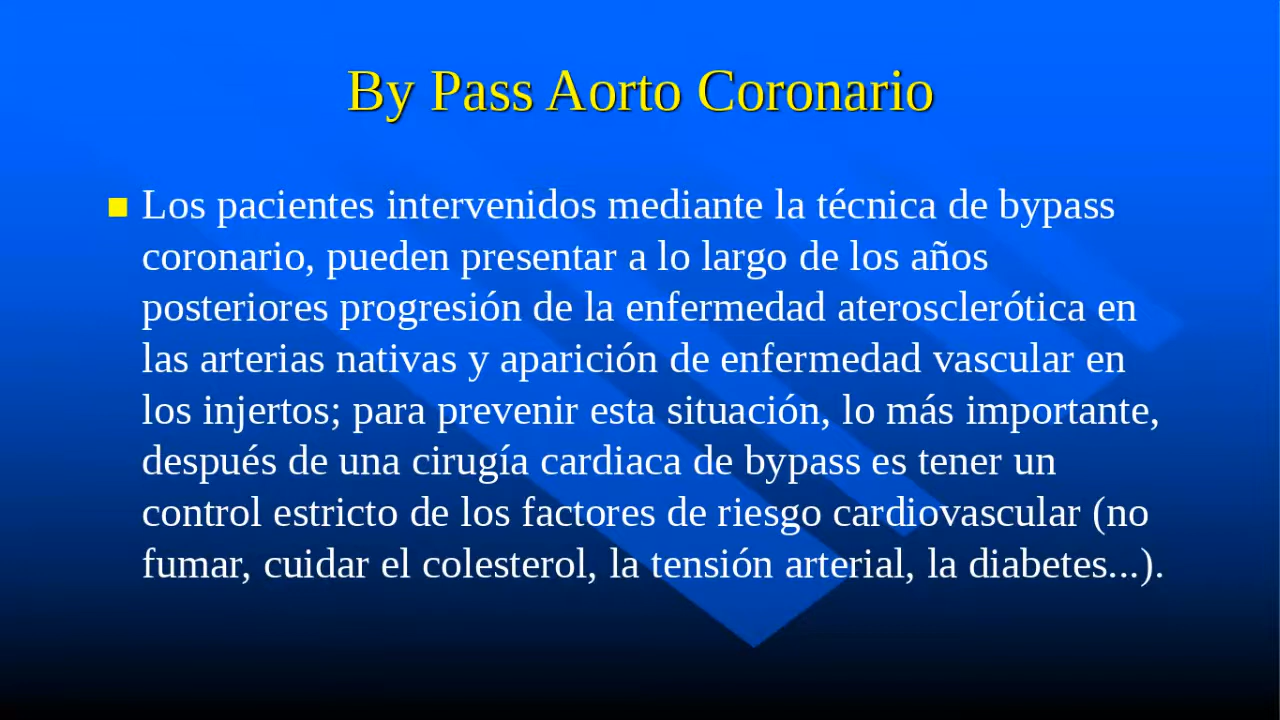 By Pass Aorto Coronario
Los pacientes intervenidos mediante la técnica de bypass
coronario, pueden presentar a lo largo de los años
posteriores progresión de la enfermedad aterosclerótica en
las arterias nativas y aparición de enfermedad vascular en
los injertos; para prevenir esta situación, lo más importante,
después de una cirugía cardiaca de bypass es tener un
control estricto de los factores de riesgo cardiovascular (no
fumar, cuidar el colesterol, la tensión arterial, la diabetes...).